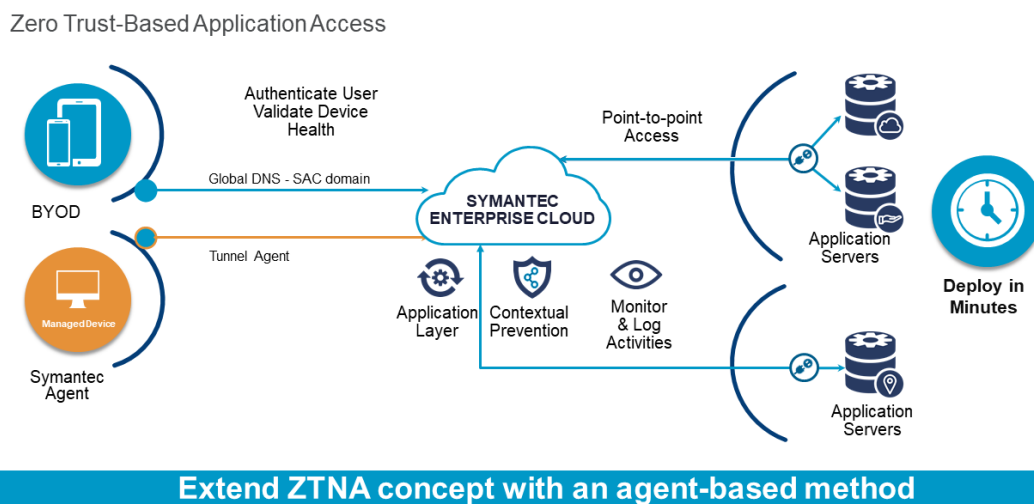 Zero Trust-Based Application Access
Authenticate User
Validate Device
Health
Global DNS - SAC domain
BYOD
Tunnel Agent
Managed Device
Symantec
Agent
SYMANTEC
ENTERPRISE CLOUD
Application
Layer
Contextual
Prevention
Monitor
& Log
Activities
Point-to-point
Access
Application
Servers
Application
Servers
Deploy in
Minutes
Extend ZTNA concept with an agent-based method